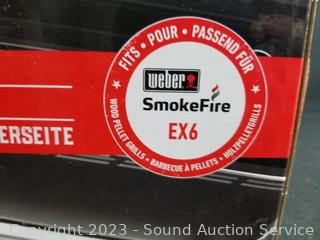 FITS • POUR • PASSEND FÜR
weber
SmokeFire
EX6
WOOD PELLET GRILLS • BARBECUE À PELLETS • HOLZPELLETGRILLS
ERSEITE
Copyright 2023 - Sound Auction Service